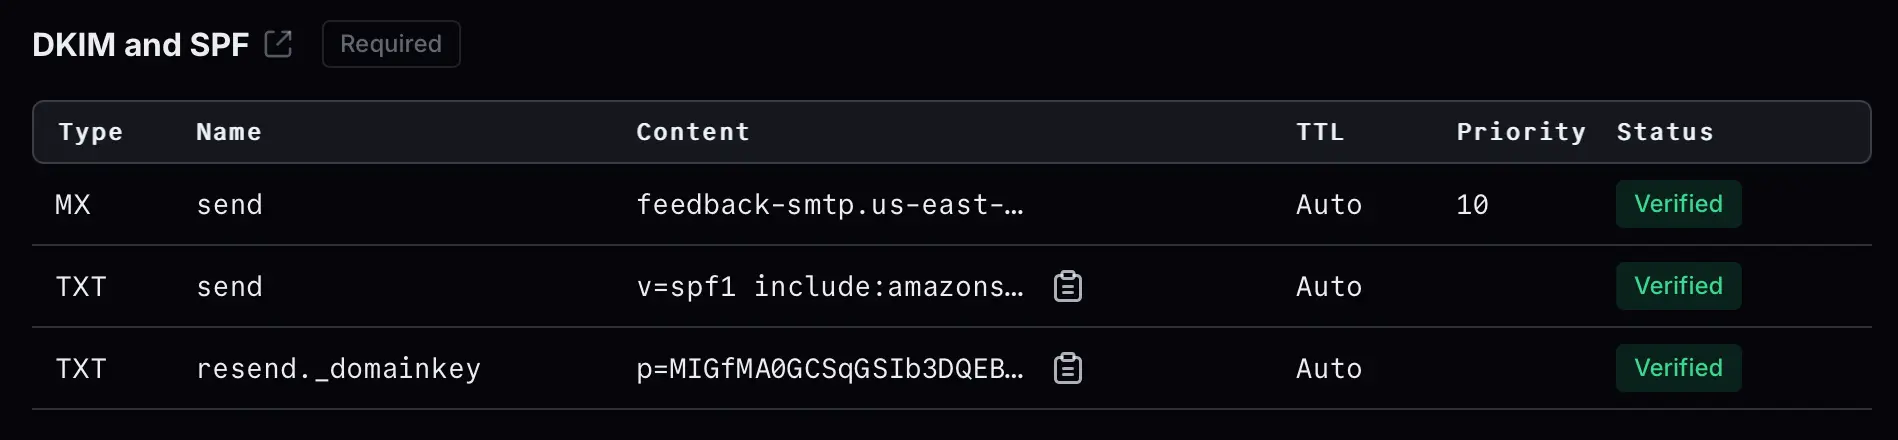 DKIM and SPF Required
Type Name Content TTL Priority Status
MX send feedback-smtp.us-east-… Auto 10 Verified
TXT send v=spf1 include:amazons… Auto Verified
TXT resend._domainkey p=MIGfMA0GCSqGSIb3DQEB… Auto Verified